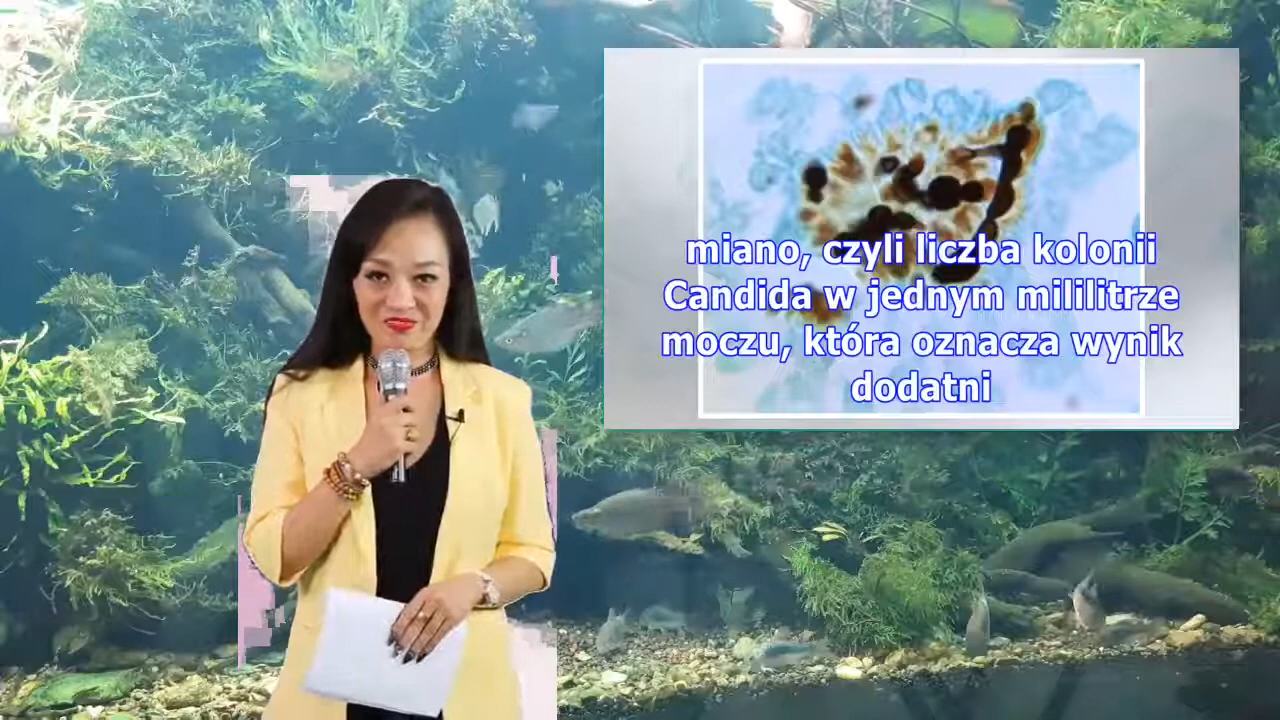 miano, czyli liczba kolonii
Candida w jednym mililitrze
moczu, która oznacza wynik
dodatni